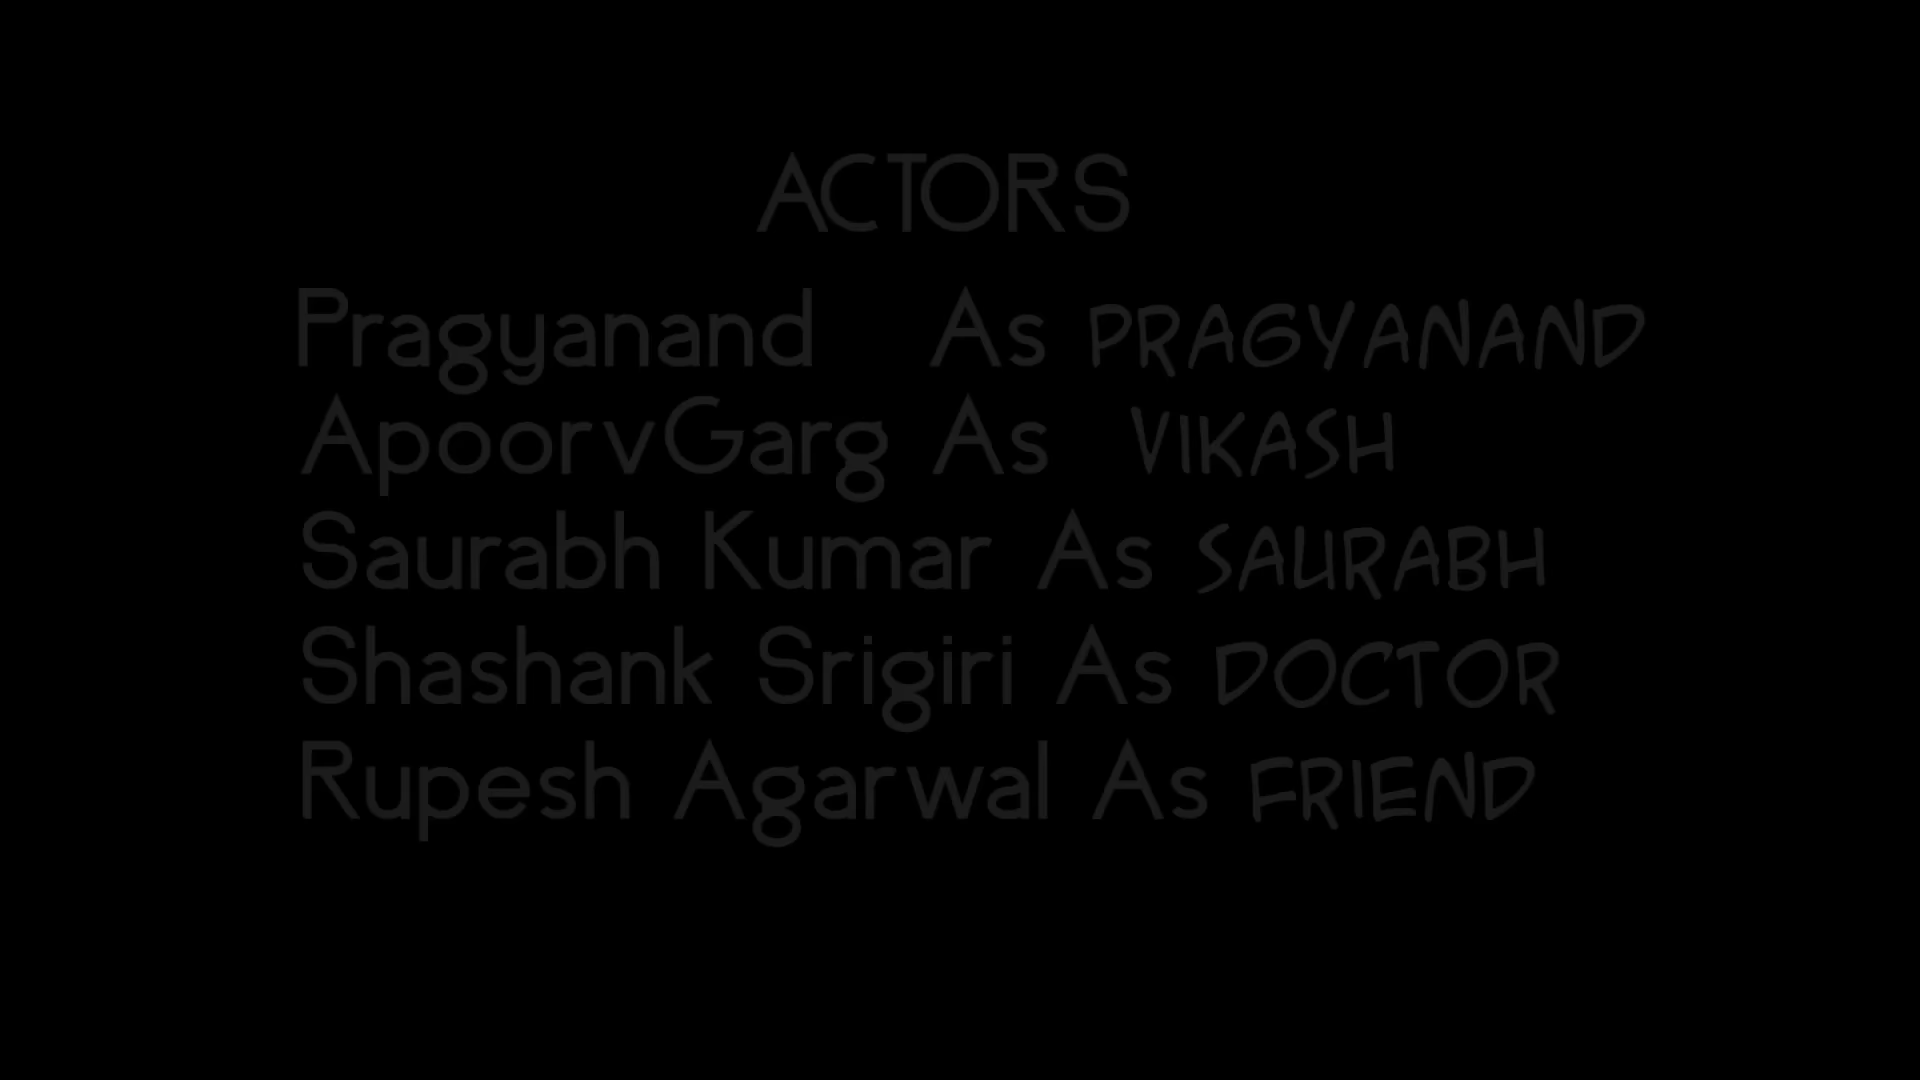 ACTORS
Pragyanand As PRAGYANAND
ApoorvGarg As VIKASH
Saurabh Kumar As SAURABH
Shashank Srigiri As DOCTOR
Rupesh Agarwal As FRIEND